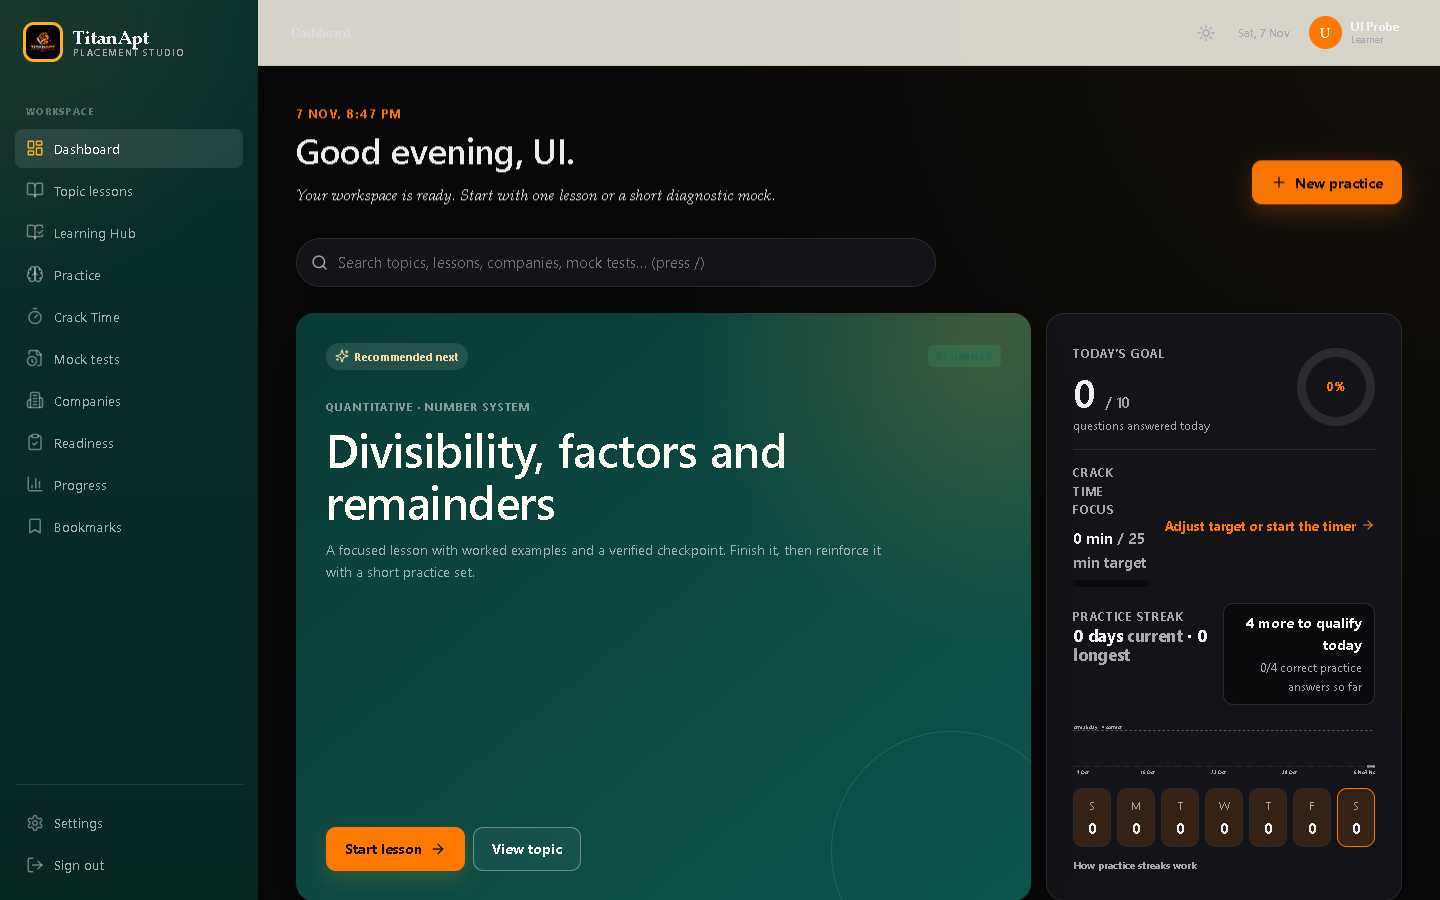 TitanApt
PLACEMENT STUDIO
WORKSPACE
Dashboard
Topic lessons
Learning Hub
Practice
Crack Time
Mock tests
Companies
Readiness
Progress
Bookmarks
Settings
Sign out
Dashboard
Sat, 7 Nov
U
UI Probe
Learner
7 NOV, 8:47 PM
Good evening, UI.
Your workspace is ready. Start with one lesson or a short diagnostic mock.
New practice
Search topics, lessons, companies, mock tests... (press /)
Recommended next
BEGINNER
QUANTITATIVE · NUMBER SYSTEM
Divisibility, factors and
remainders
A focused lesson with worked examples and a verified checkpoint. Finish it, then reinforce it
with a short practice set.
Start lesson
View topic
TODAY'S GOAL
0 / 10
questions answered today
0%
CRACK
TIME
FOCUS
0 min / 25
min target
Adjust target or start the timer
PRACTICE STREAK
0 days current · 0
longest
4 more to qualify
today
0/4 correct practice
answers so far
S M T W T F S
0 0 0 0 0 0 0
How practice streaks work